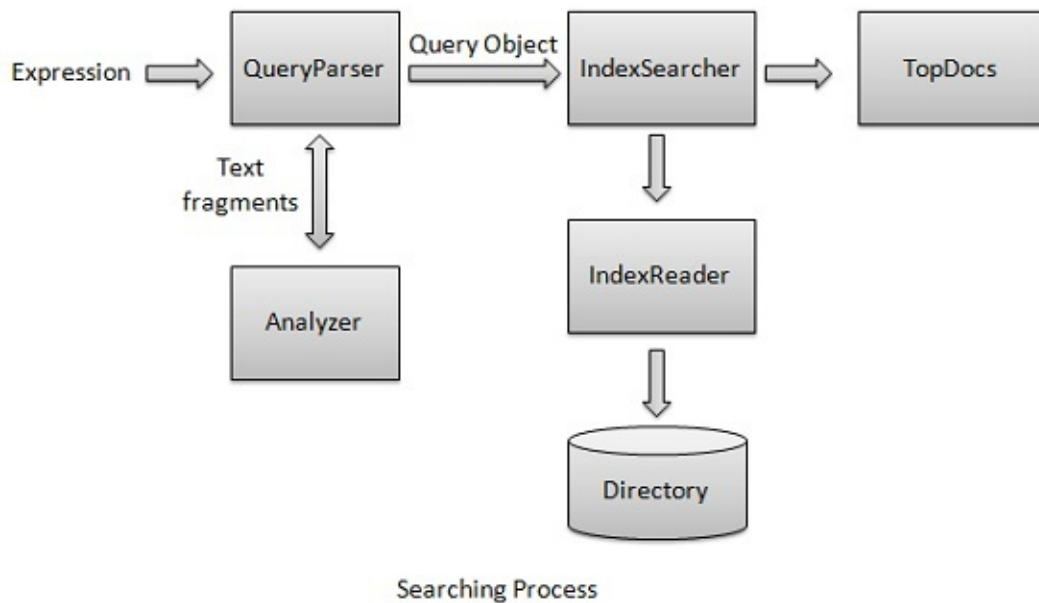 Query Object
Expression
QueryParser
IndexSearcher
TopDocs
Text
fragments
IndexReader
Analyzer
Directory
Searching Process